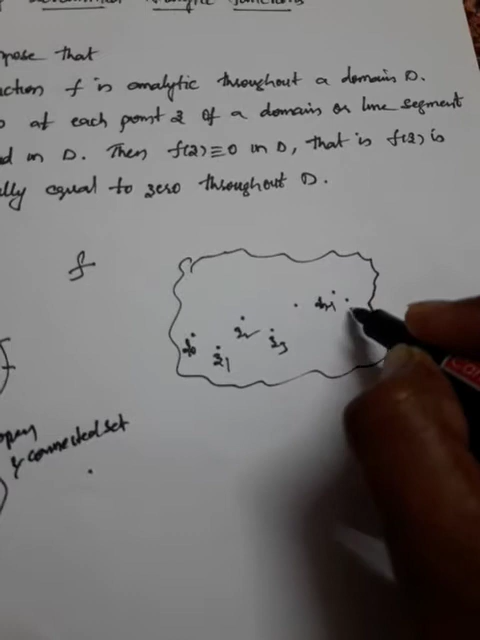 pose that
ction f is analytic throughout a domain D.
at each point z of a domain or line segment
d in D. Then f(z)≡0 in D, that is f(z) is
lly equal to zero throughout D.
f
z0 z1 z2 z3
open
& connected set